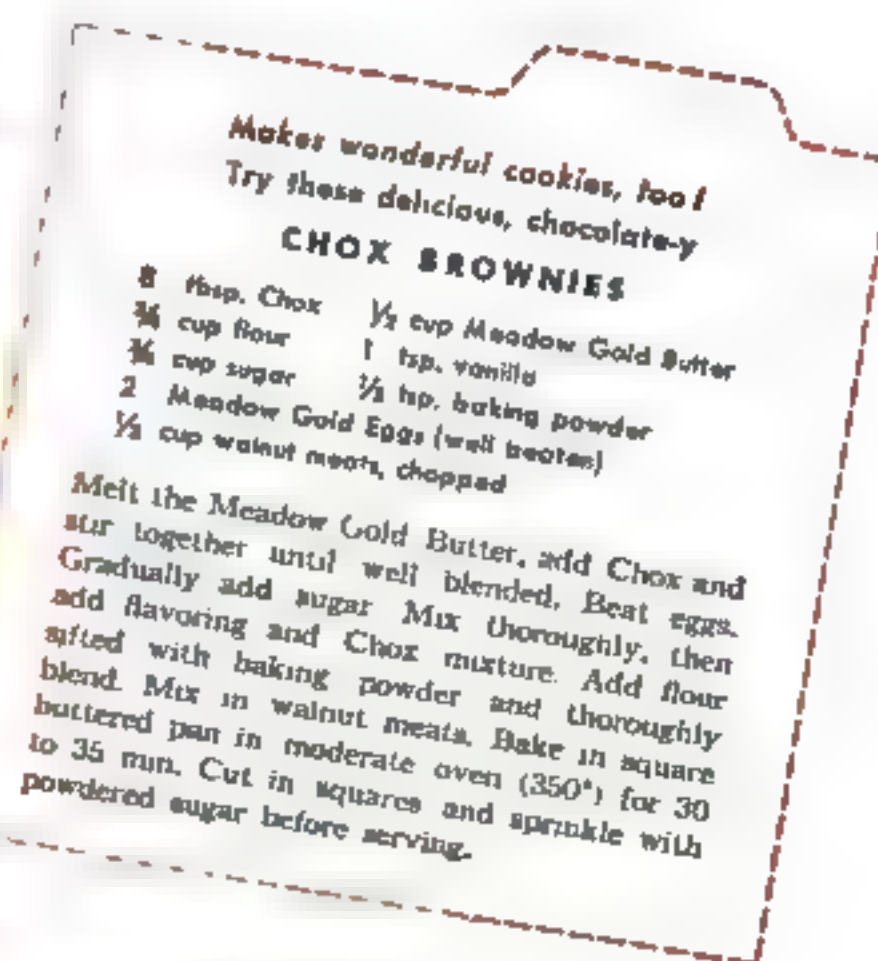 Makes wonderful cookies, too!
Try these delicious, chocolate-y
CHOX BROWNIES
8 tbsp. Chox
¾ cup flour
¾ cup sugar
2 Meadow Gold Eggs (well beaten)
½ cup walnut meats, chopped
½ cup Meadow Gold Butter
1 tsp. vanilla
½ tsp. baking powder
Melt the Meadow Gold Butter, add Chox and
stir together until well blended. Beat eggs.
Gradually add sugar. Mix thoroughly, then
add flavoring and Chox mixture. Add flour
sifted with baking powder and thoroughly
blend. Mix in walnut meats. Bake in square
buttered pan in moderate oven (350°) for 30
to 35 min. Cut in squares and sprinkle with
powdered sugar before serving.